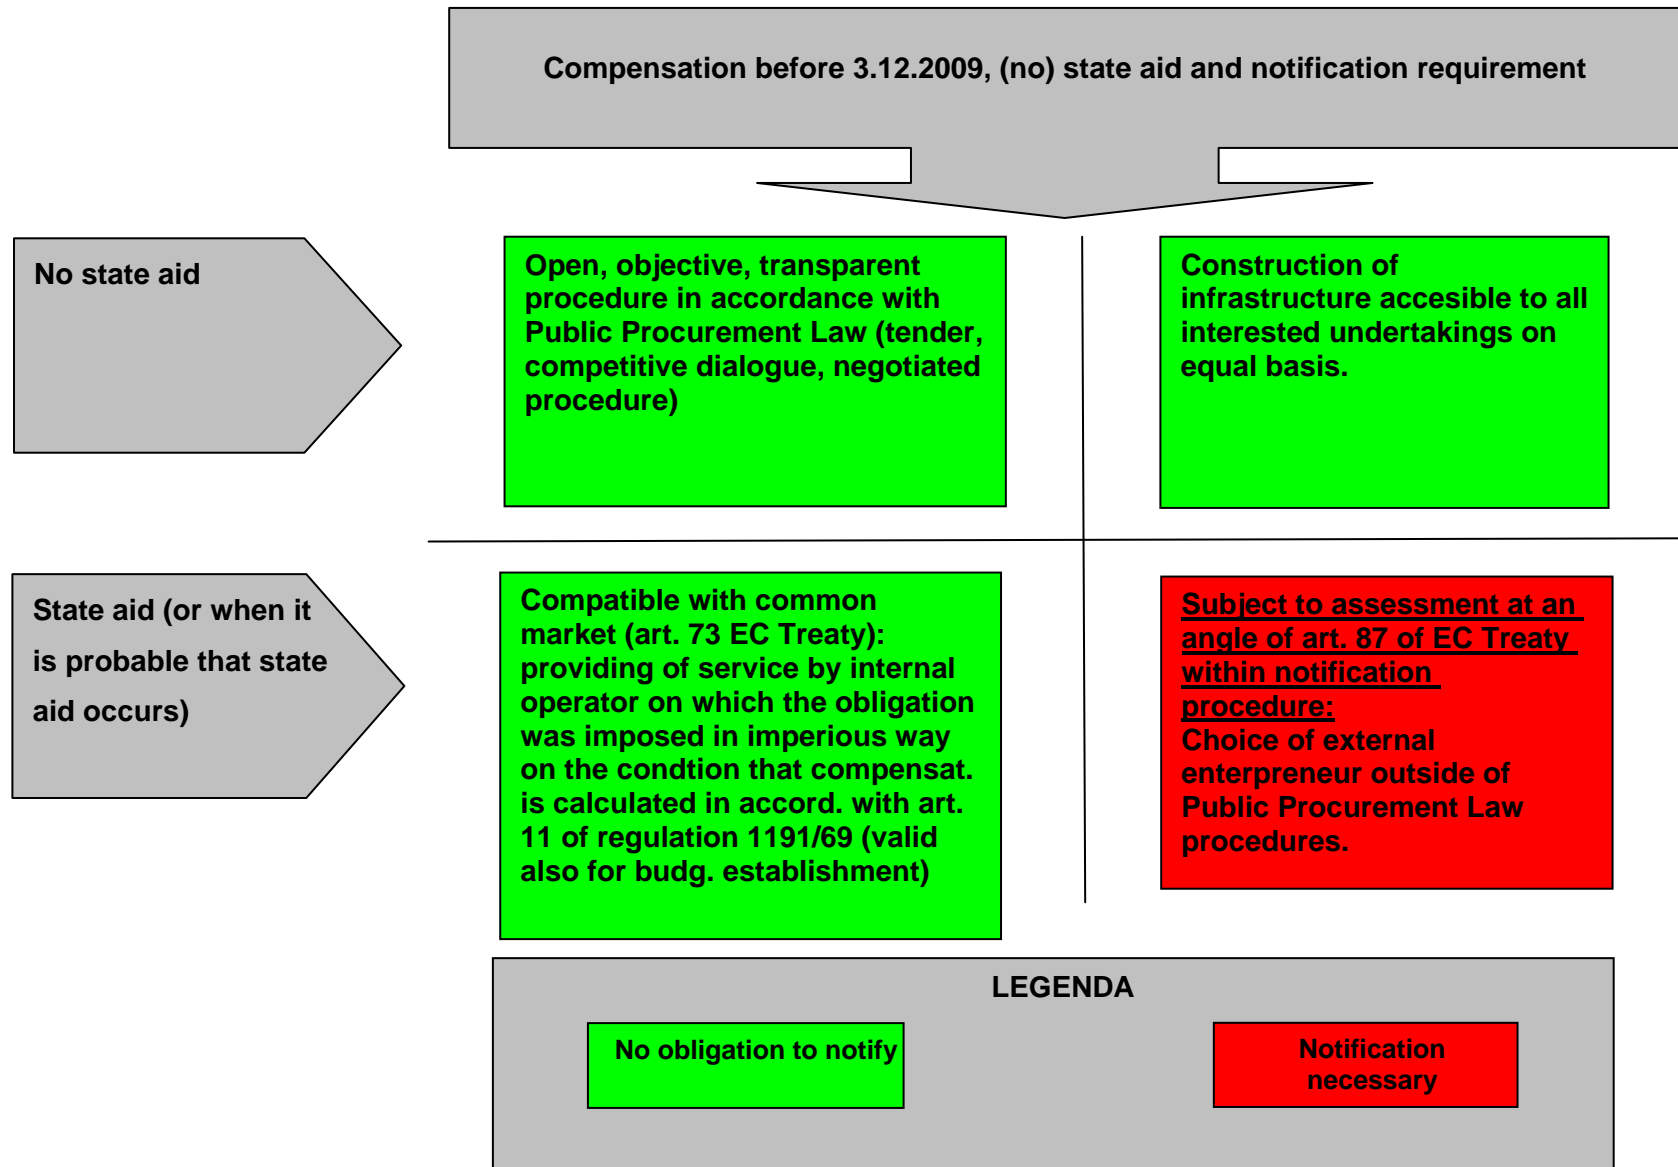 Compensation before 3.12.2009, (no) state aid and notification requirement
No state aid
Open, objective, transparent
procedure in accordance with
Public Procurement Law (tender,
competitive dialogue, negotiated
procedure)
Construction of
infrastructure accesible to all
interested undertakings on
equal basis.
State aid (or when it
is probable that state
aid occurs)
Compatible with common
market (art. 73 EC Treaty):
providing of service by internal
operator on which the obligation
was imposed in imperious way
on the condtion that compensat.
is calculated in accord. with art.
11 of regulation 1191/69 (valid
also for budg. establishment)
Subject to assessment at an
angle of art. 87 of EC Treaty
within notification
procedure:
Choice of external
enterpreneur outside of
Public Procurement Law
procedures.
LEGENDA
No obligation to notify
Notification
necessary